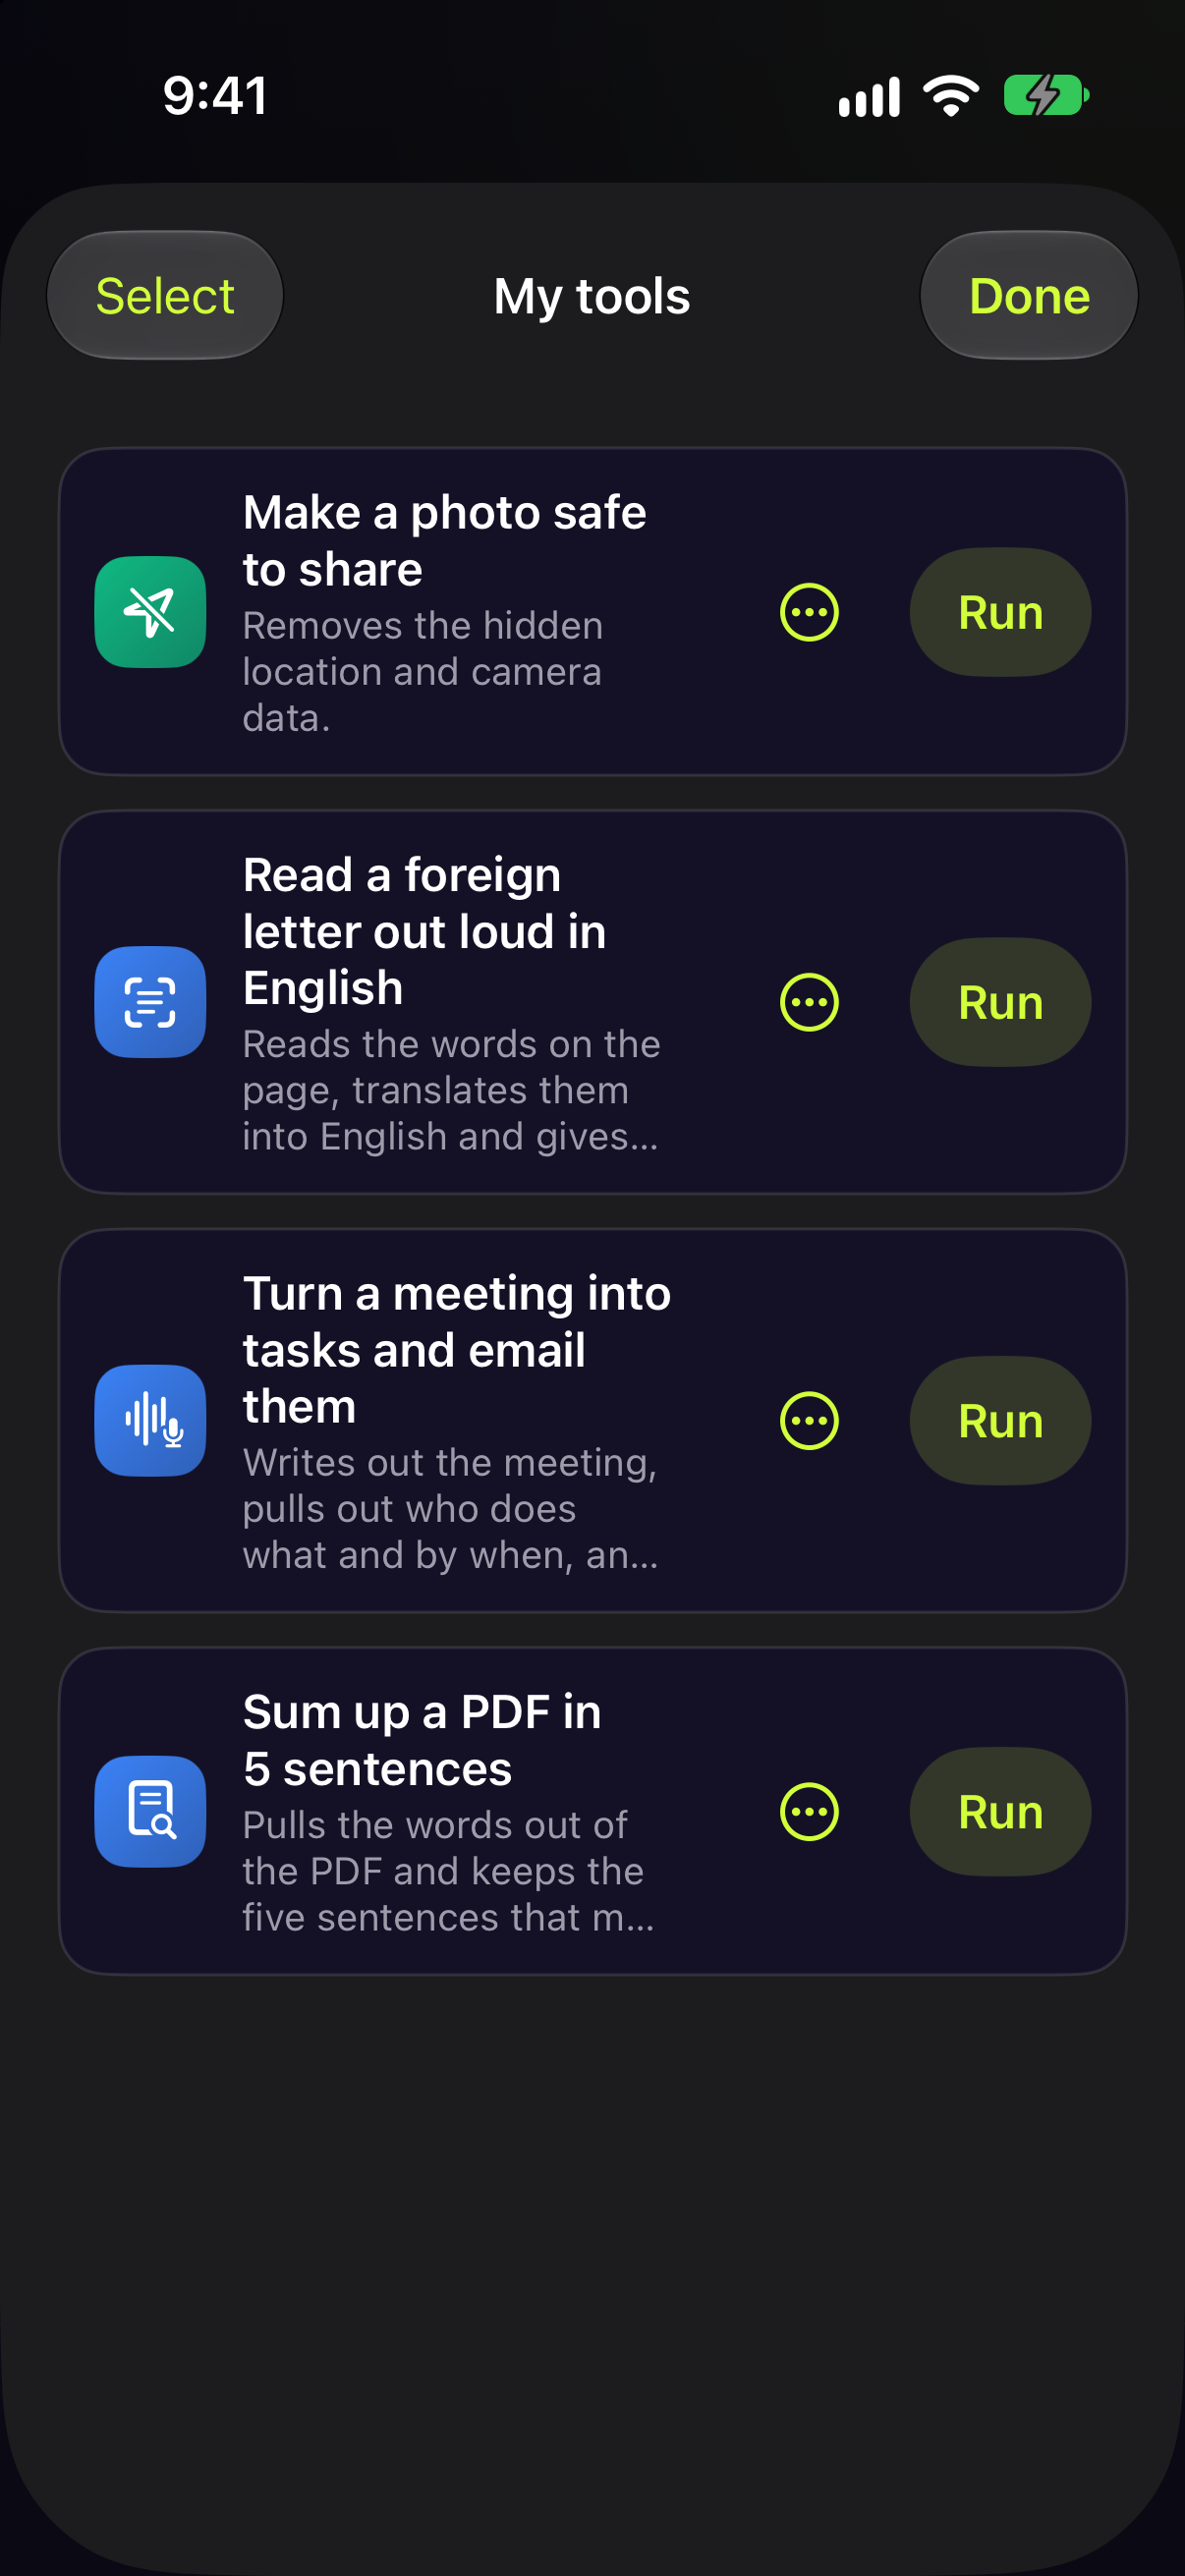 9:41
Select
My tools
Done
Make a photo safe
to share
Removes the hidden
location and camera
data.
Run
Read a foreign
letter out loud in
English
Reads the words on the
page, translates them
into English and gives...
Run
Turn a meeting into
tasks and email
them
Writes out the meeting,
pulls out who does
what and by when, an...
Run
Sum up a PDF in
5 sentences
Pulls the words out of
the PDF and keeps the
five sentences that m...
Run